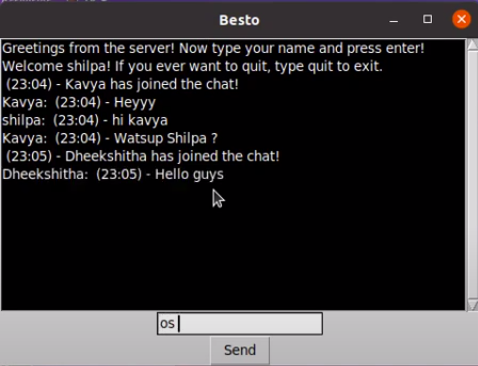 Besto
Greetings from the server! Now type your name and press enter!
Welcome shilpa! If you ever want to quit, type quit to exit.
(23:04) - Kavya has joined the chat!
Kavya: (23:04) - Heyyy
shilpa: (23:04) - hi kavya
Kavya: (23:04) - Watsup Shilpa ?
(23:05) - Dheekshitha has joined the chat!
Dheekshitha: (23:05) - Hello guys
os
Send